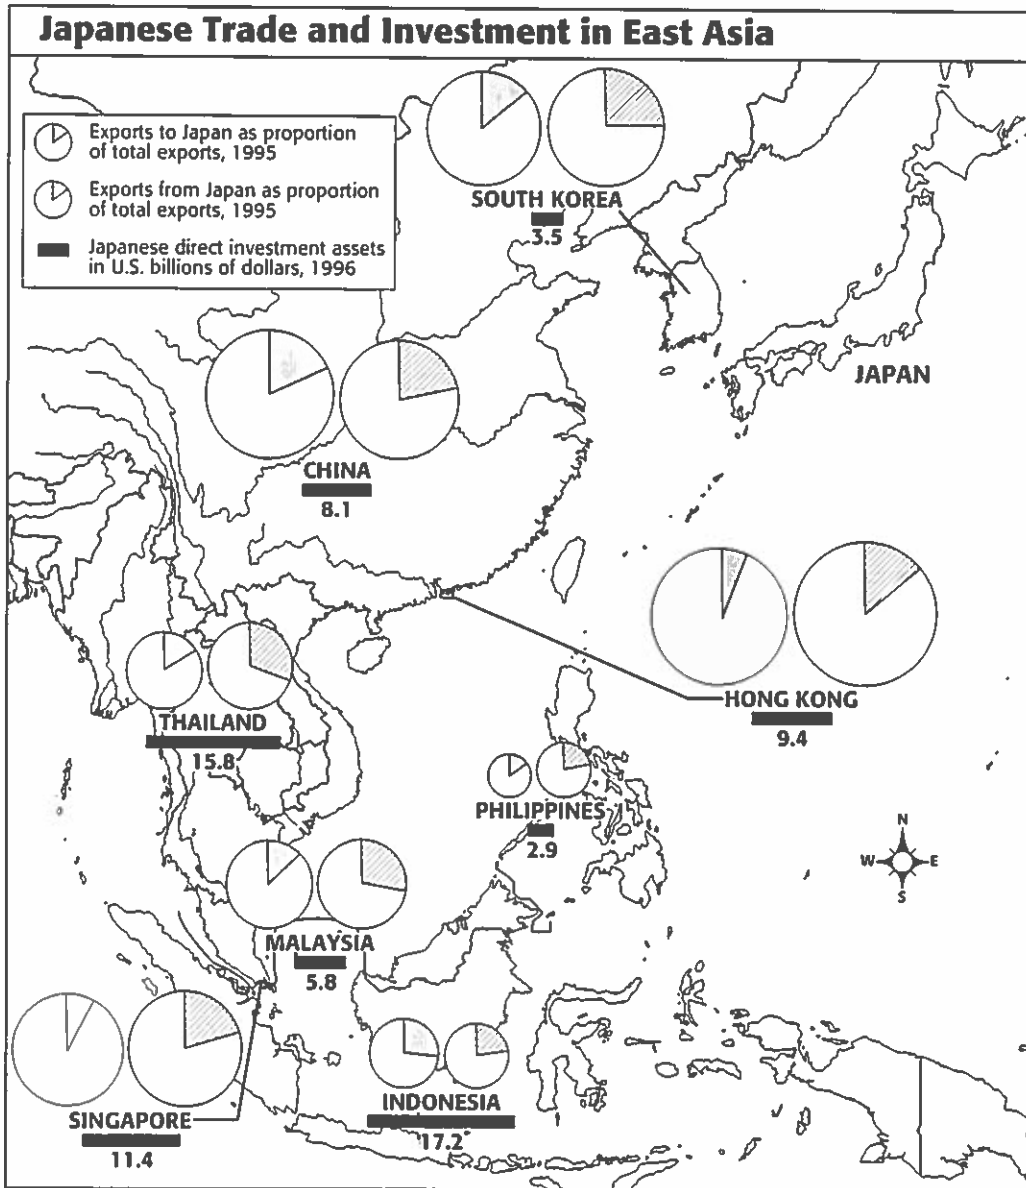 Japanese Trade and Investment in East Asia
Exports to Japan as proportion
of total exports, 1995
Exports from Japan as proportion
of total exports, 1995
Japanese direct investment assets
in U.S. billions of dollars, 1996
SOUTH KOREA
3.5
JAPAN
CHINA
8.1
HONG KONG
9.4
THAILAND
15.8
PHILIPPINES
2.9
N
W
E
S
MALAYSIA
5.8
SINGAPORE
11.4
INDONESIA
17.2